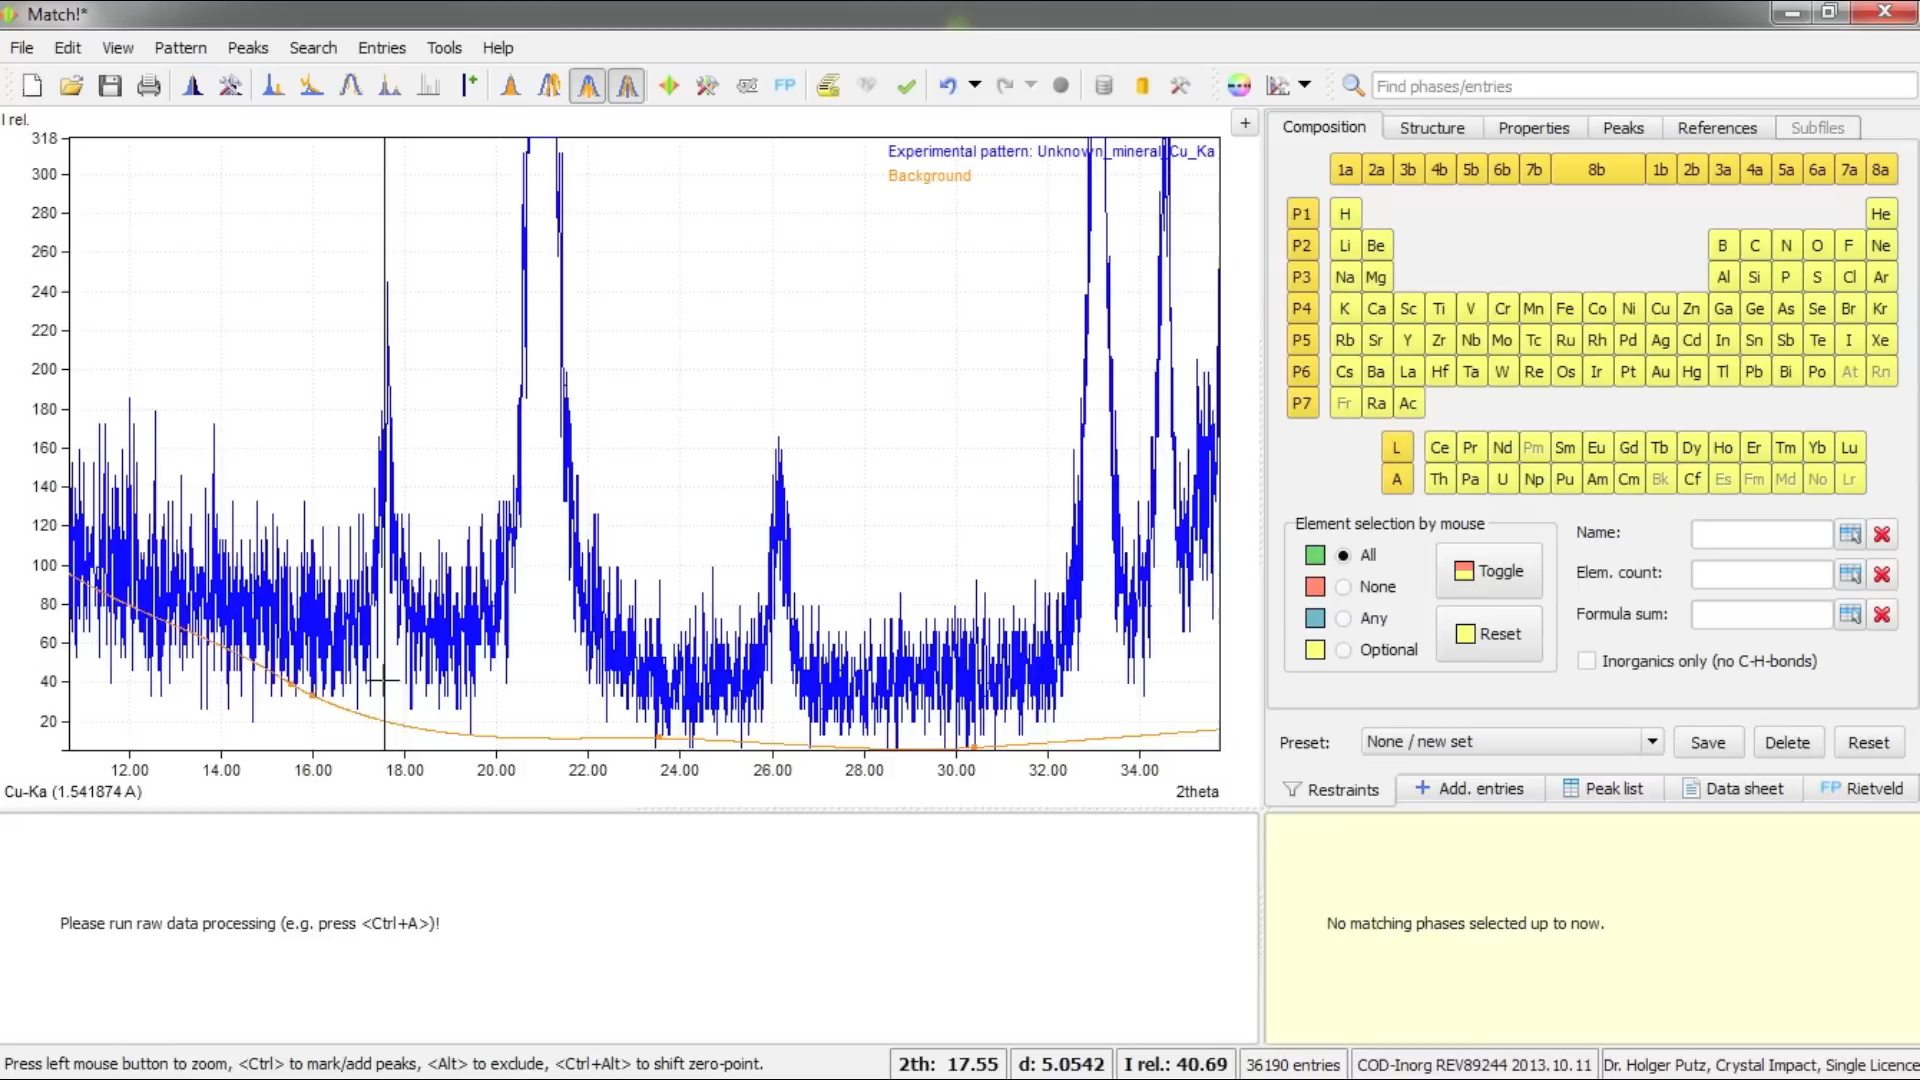 Match!*
File Edit View Pattern Peaks Search Entries Tools Help
FP
Find phases/entries
I rel.
Experimental pattern: Unknown_mineral_Cu_Ka
Background
318
300
280
260
240
220
200
180
160
140
120
100
80
60
40
20
12.00 14.00 16.00 18.00 20.00 22.00 24.00 26.00 28.00 30.00 32.00 34.00
Cu-Ka (1.541874 A) 2theta
Composition Structure Properties Peaks References Subfiles
1a 2a 3b 4b 5b 6b 7b 8b 1b 2b 3a 4a 5a 6a 7a 8a
P1 H He
P2 Li Be B C N O F Ne
P3 Na Mg Al Si P S Cl Ar
P4 K Ca Sc Ti V Cr Mn Fe Co Ni Cu Zn Ga Ge As Se Br Kr
P5 Rb Sr Y Zr Nb Mo Tc Ru Rh Pd Ag Cd In Sn Sb Te I Xe
P6 Cs Ba La Hf Ta W Re Os Ir Pt Au Hg Tl Pb Bi Po At Rn
P7 Fr Ra Ac
L Ce Pr Nd Pm Sm Eu Gd Tb Dy Ho Er Tm Yb Lu
A Th Pa U Np Pu Am Cm Bk Cf Es Fm Md No Lr
Element selection by mouse
All
None
Any
Optional
Toggle
Reset
Name:
Elem. count:
Formula sum:
Inorganics only (no C-H-bonds)
Preset: None / new set Save Delete Reset
Restraints Add. entries Peak list Data sheet FP Rietveld
Please run raw data processing (e.g. press <Ctrl+A>)!
No matching phases selected up to now.
Press left mouse button to zoom, <Ctrl> to mark/add peaks, <Alt> to exclude, <Ctrl+Alt> to shift zero-point. 2th: 17.55 d: 5.0542 I rel.: 40.69 36190 entries COD-Inorg REV89244 2013.10.11 Dr. Holger Putz, Crystal Impact, Single Licence